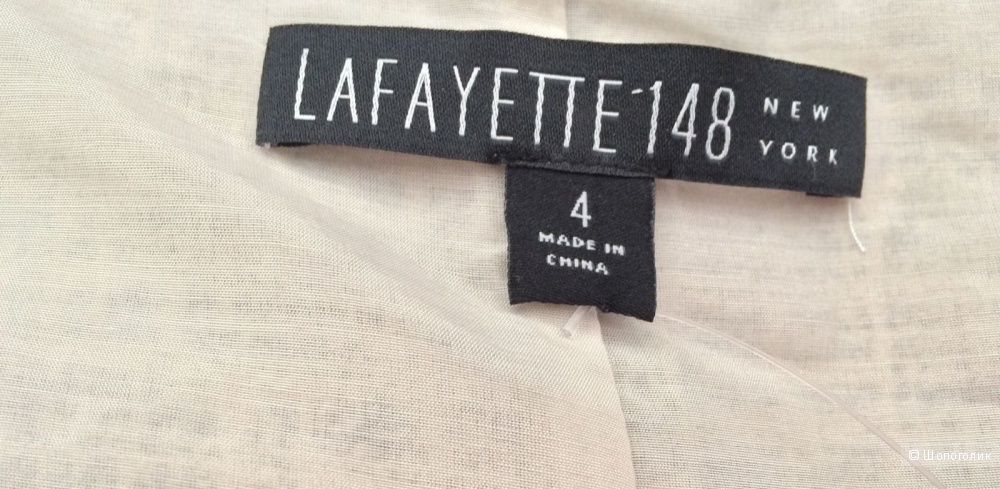 LAFAYETTE 148 NEW YORK
4
MADE IN
CHINA
Шопоголик